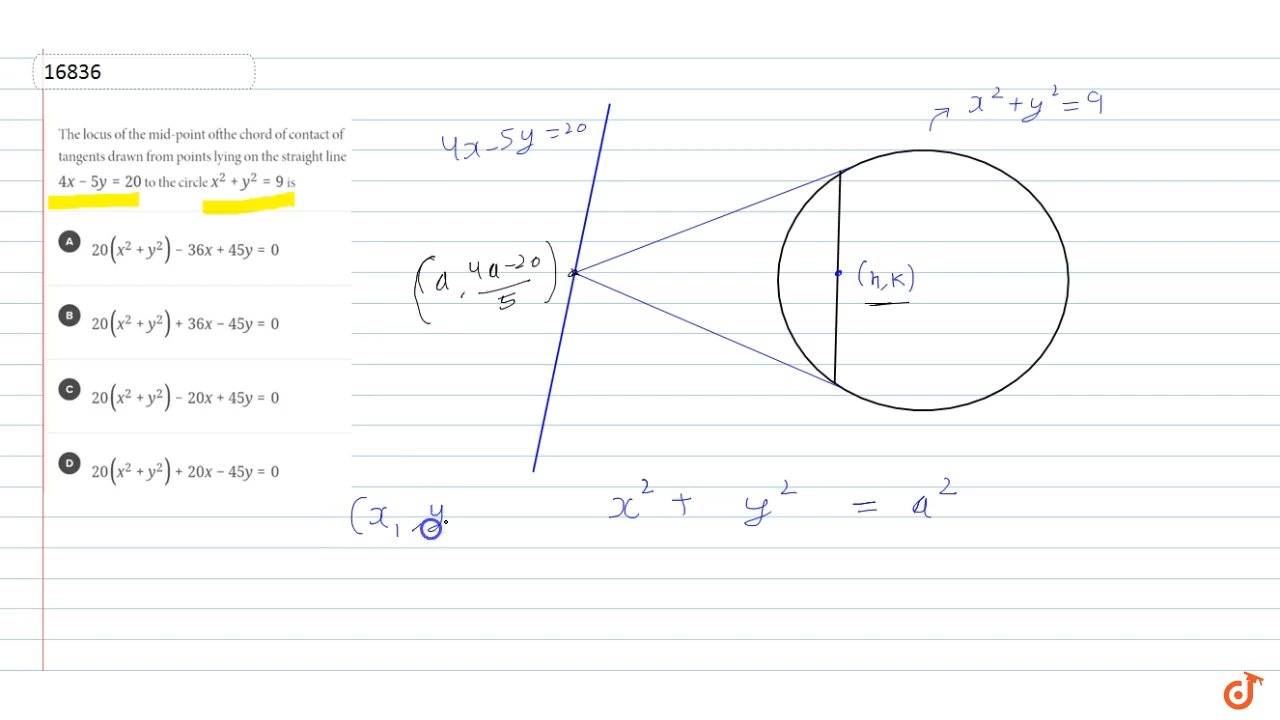 16836
The locus of the mid-point ofthe chord of contact of
tangents drawn from points lying on the straight line
4x − 5y = 20 to the circle x² + y² = 9 is
A 20(x² + y²) − 36x + 45y = 0
B 20(x² + y²) + 36x − 45y = 0
C 20(x² + y²) − 20x + 45y = 0
D 20(x² + y²) + 20x − 45y = 0
4x − 5y = 20
x² + y² = 9
(a, (4a−20)/5)
(h, k)
(x₁, y
x² + y² = a²